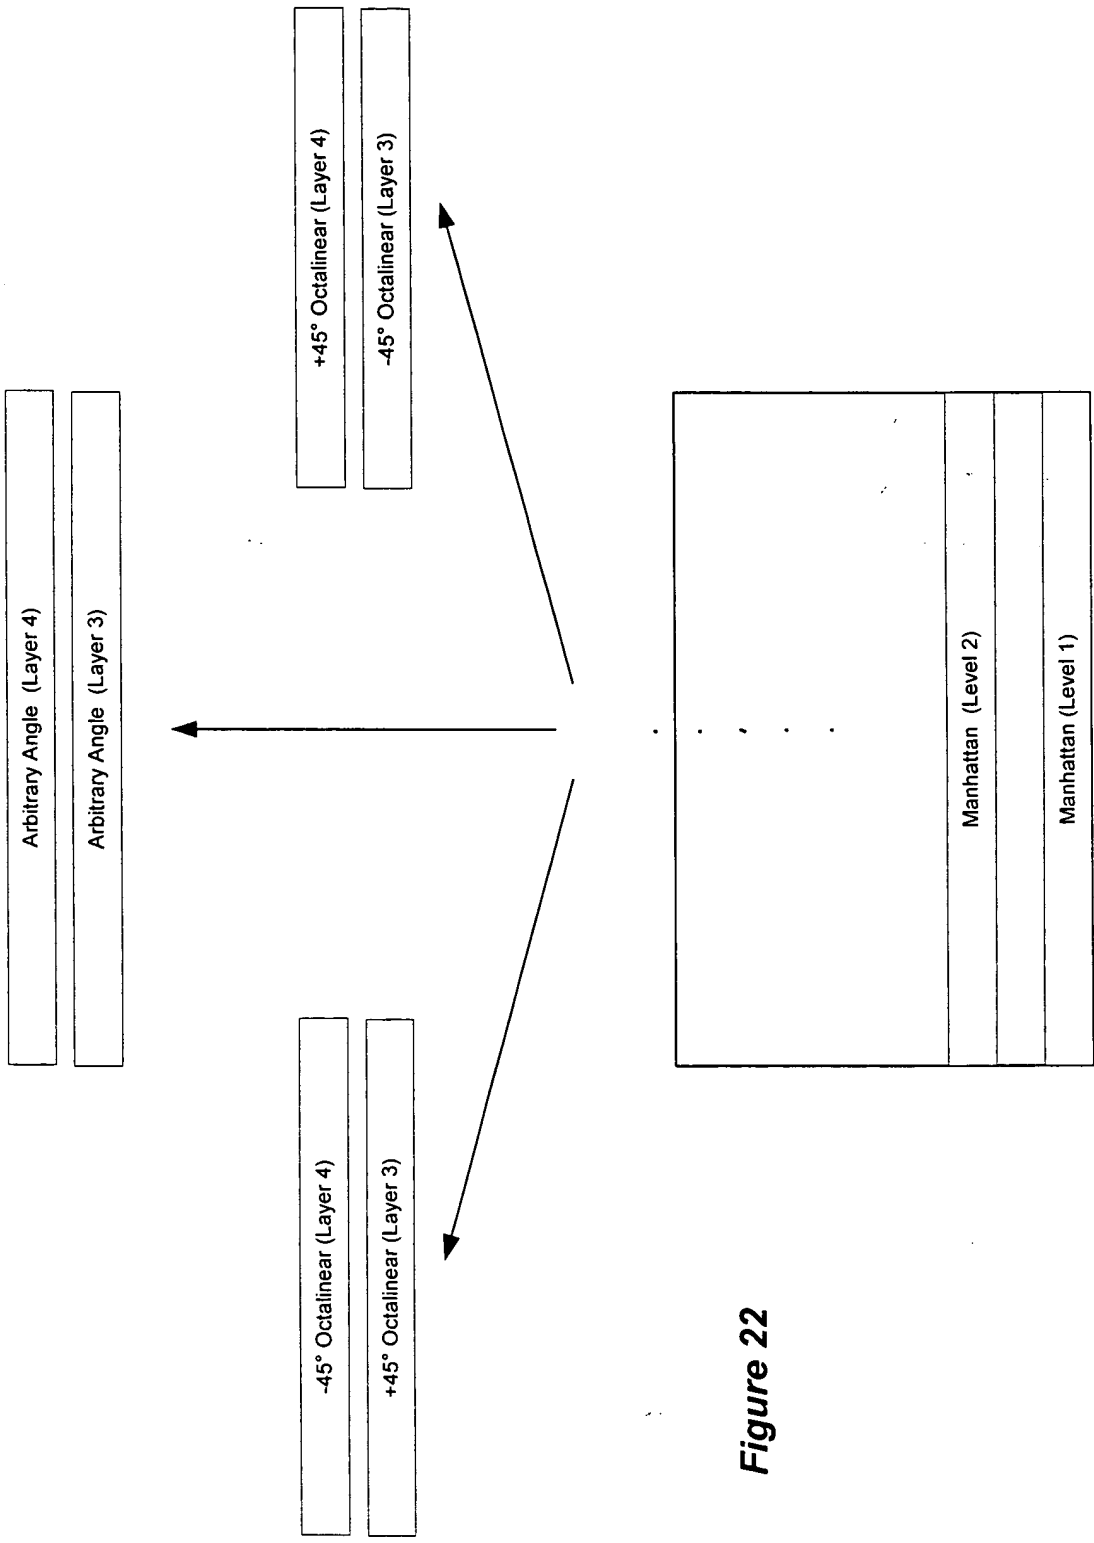 Arbitrary Angle (Layer 4)
Arbitrary Angle (Layer 3)
-45° Octalinear (Layer 4)
+45° Octalinear (Layer 3)
+45° Octalinear (Layer 4)
-45° Octalinear (Layer 3)
Manhattan (Level 2)
Manhattan (Level 1)
Figure 22